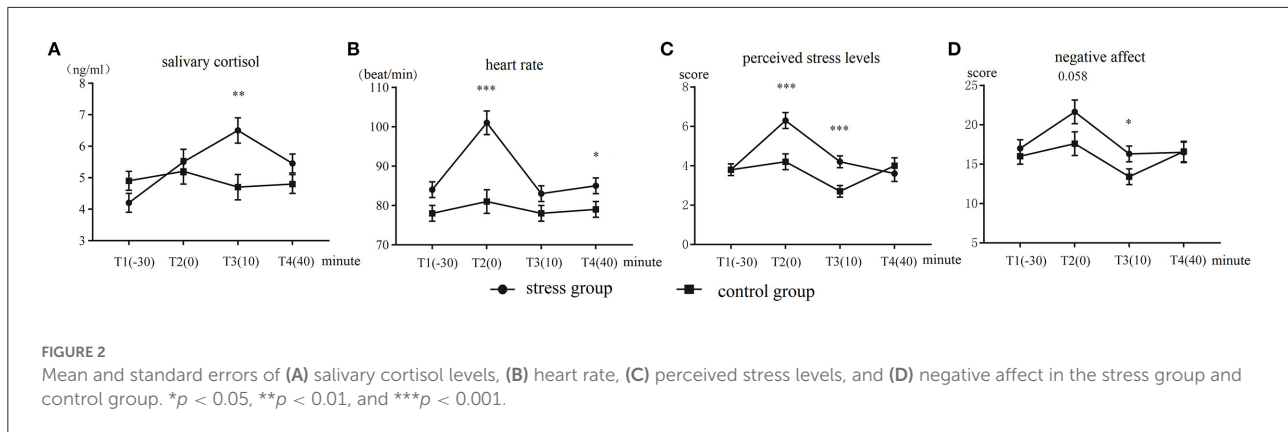 A
(ng/ml)
salivary cortisol
8
7
6
5
4
3
**
T1(-30) T2(0) T3(10) T4(40) minute
B
(beat/min)
heart rate
110
100
90
80
70
***
*
T1(-30) T2(0) T3(10) T4(40) minute
C
score
perceived stress levels
8
6
4
2
0
***
***
T1(-30) T2(0) T3(10) T4(40) minute
D
score
negative affect
0.058
25
20
15
10
5
*
T1(-30) T2(0) T3(10) T4(40) minute
stress group control group
FIGURE 2
Mean and standard errors of (A) salivary cortisol levels, (B) heart rate, (C) perceived stress levels, and (D) negative affect in the stress group and
control group. *p < 0.05, **p < 0.01, and ***p < 0.001.